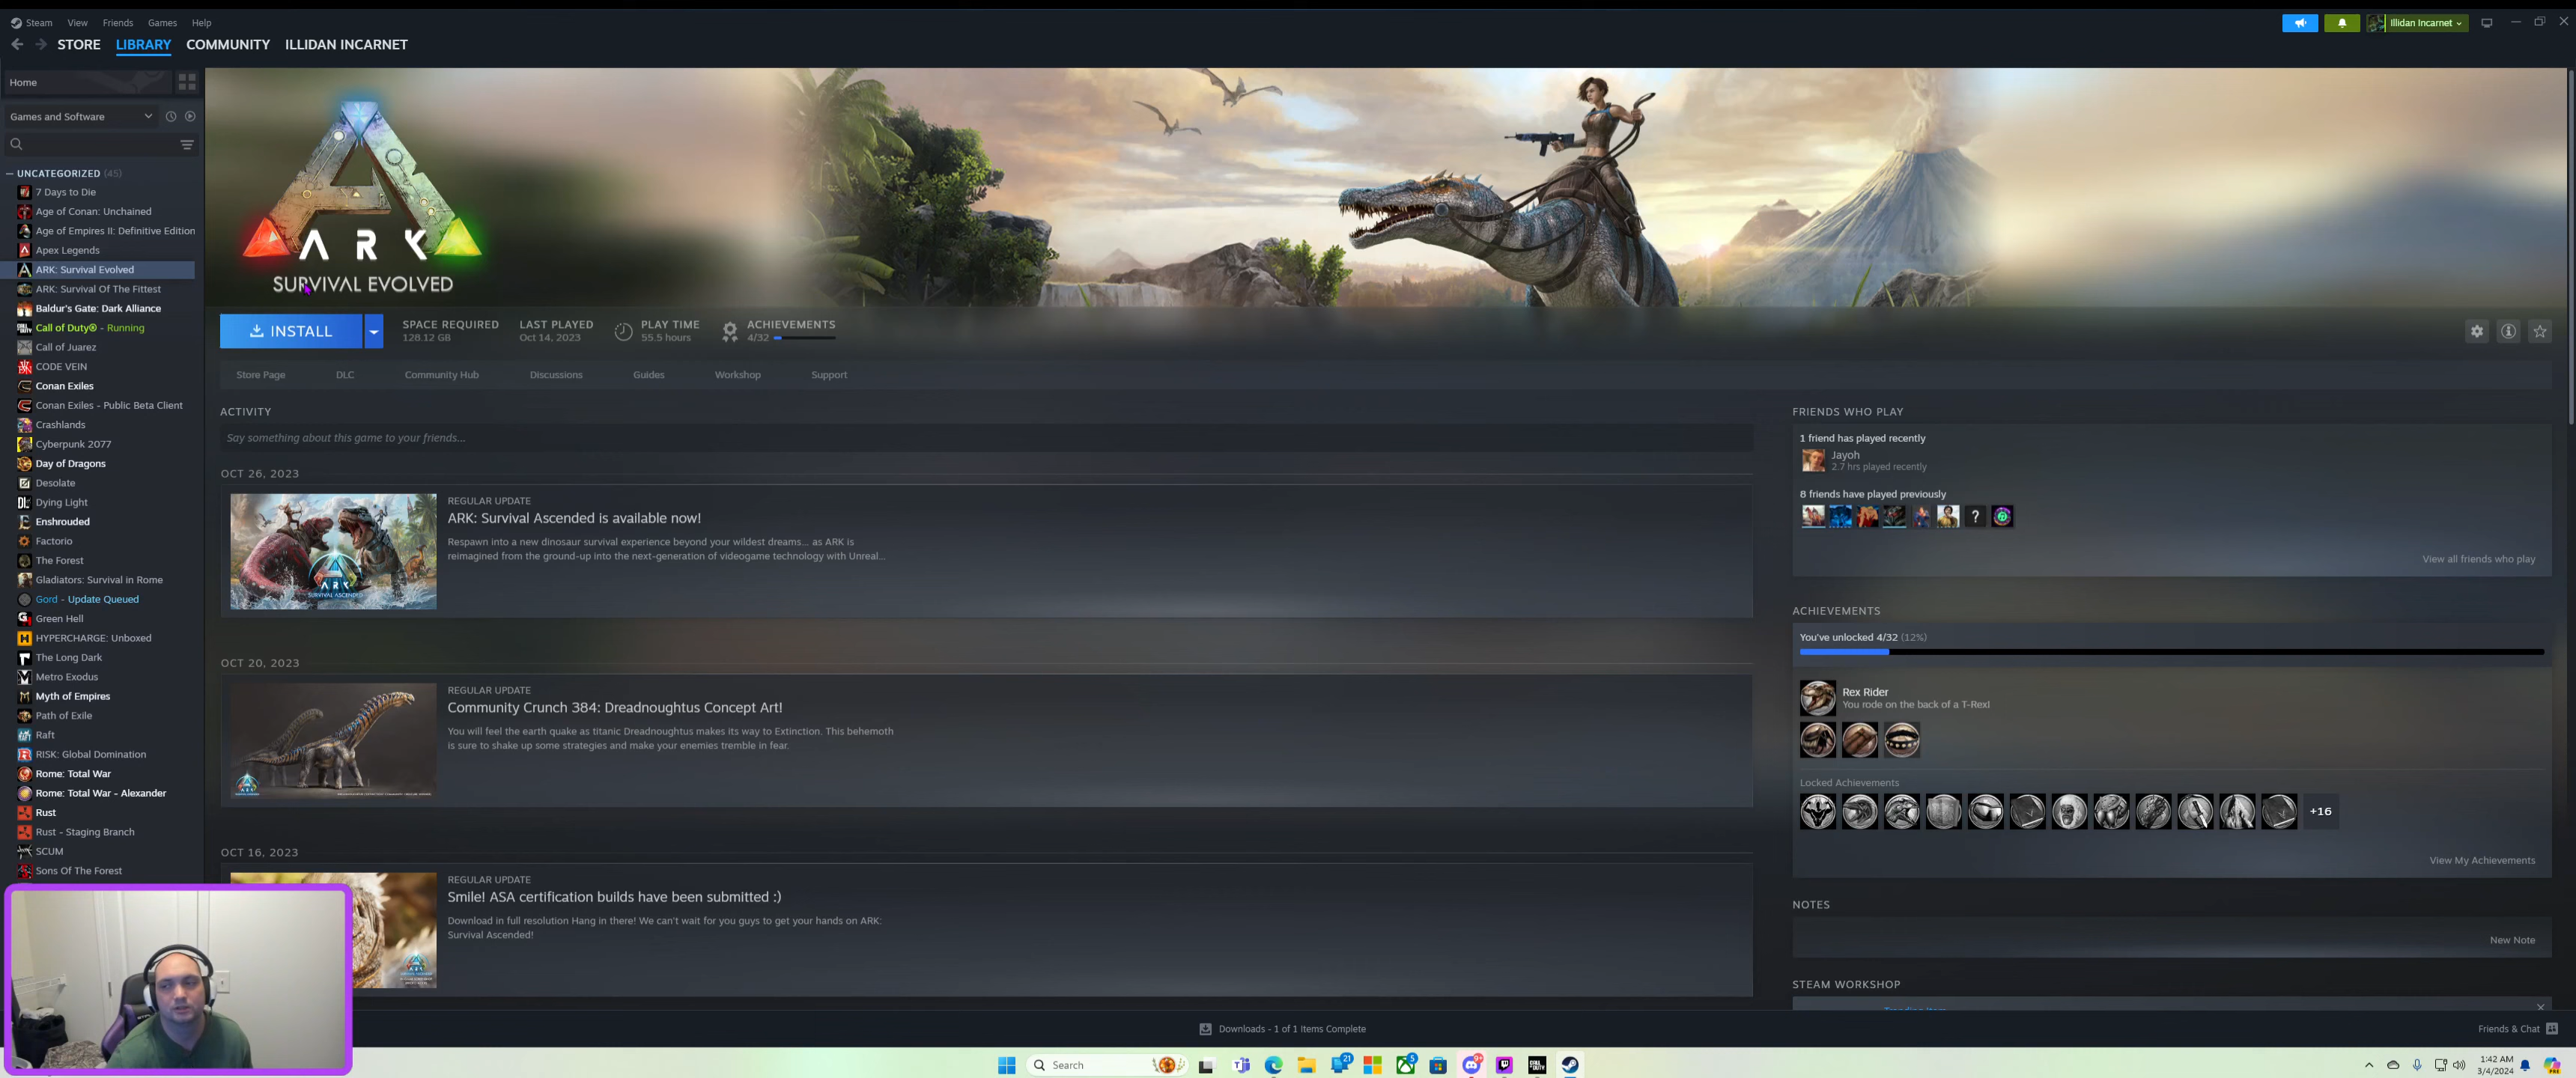 Steam View Friends Games Help
Illidan Incarnet
STORE LIBRARY COMMUNITY ILLIDAN INCARNET
Home
Games and Software
UNCATEGORIZED (45)
7 Days to Die
Age of Conan: Unchained
Age of Empires II: Definitive Edition
Apex Legends
ARK: Survival Evolved
ARK: Survival Of The Fittest
Baldur's Gate: Dark Alliance
Call of Duty® - Running
Call of Juarez
CODE VEIN
Conan Exiles
Conan Exiles - Public Beta Client
Crashlands
Cyberpunk 2077
Day of Dragons
Desolate
Dying Light
Enshrouded
Factorio
The Forest
Gladiators: Survival in Rome
Gord - Update Queued
Green Hell
HYPERCHARGE: Unboxed
The Long Dark
Metro Exodus
Myth of Empires
Path of Exile
Raft
RISK: Global Domination
Rome: Total War
Rome: Total War - Alexander
Rust
Rust - Staging Branch
SCUM
Sons Of The Forest
ARK
SURVIVAL EVOLVED
INSTALL
SPACE REQUIRED
128.12 GB
LAST PLAYED
Oct 14, 2023
PLAY TIME
55.5 hours
ACHIEVEMENTS
4/32
Store Page DLC Community Hub Discussions Guides Workshop Support
ACTIVITY
Say something about this game to your friends...
OCT 26, 2023
REGULAR UPDATE
ARK: Survival Ascended is available now!
Respawn into a new dinosaur survival experience beyond your wildest dreams... as ARK is
reimagined from the ground-up into the next-generation of videogame technology with Unreal...
ARK
SURVIVAL ASCENDED
OCT 20, 2023
REGULAR UPDATE
Community Crunch 384: Dreadnoughtus Concept Art!
You will feel the earth quake as titanic Dreadnoughtus makes its way to Extinction. This behemoth
is sure to shake up some strategies and make your enemies tremble in fear.
OCT 16, 2023
REGULAR UPDATE
Smile! ASA certification builds have been submitted :)
Download in full resolution Hang in there! We can't wait for you guys to get your hands on ARK:
Survival Ascended!
FRIENDS WHO PLAY
1 friend has played recently
Jayoh
2.7 hrs played recently
8 friends have played previously
?
View all friends who play
ACHIEVEMENTS
You've unlocked 4/32 (12%)
Rex Rider
You rode on the back of a T-Rex!
Locked Achievements
+16
View My Achievements
NOTES
New Note
STEAM WORKSHOP
Trending Item
Downloads - 1 of 1 Items Complete
Friends & Chat
Search
21
5
9+
1:42 AM
3/4/2024